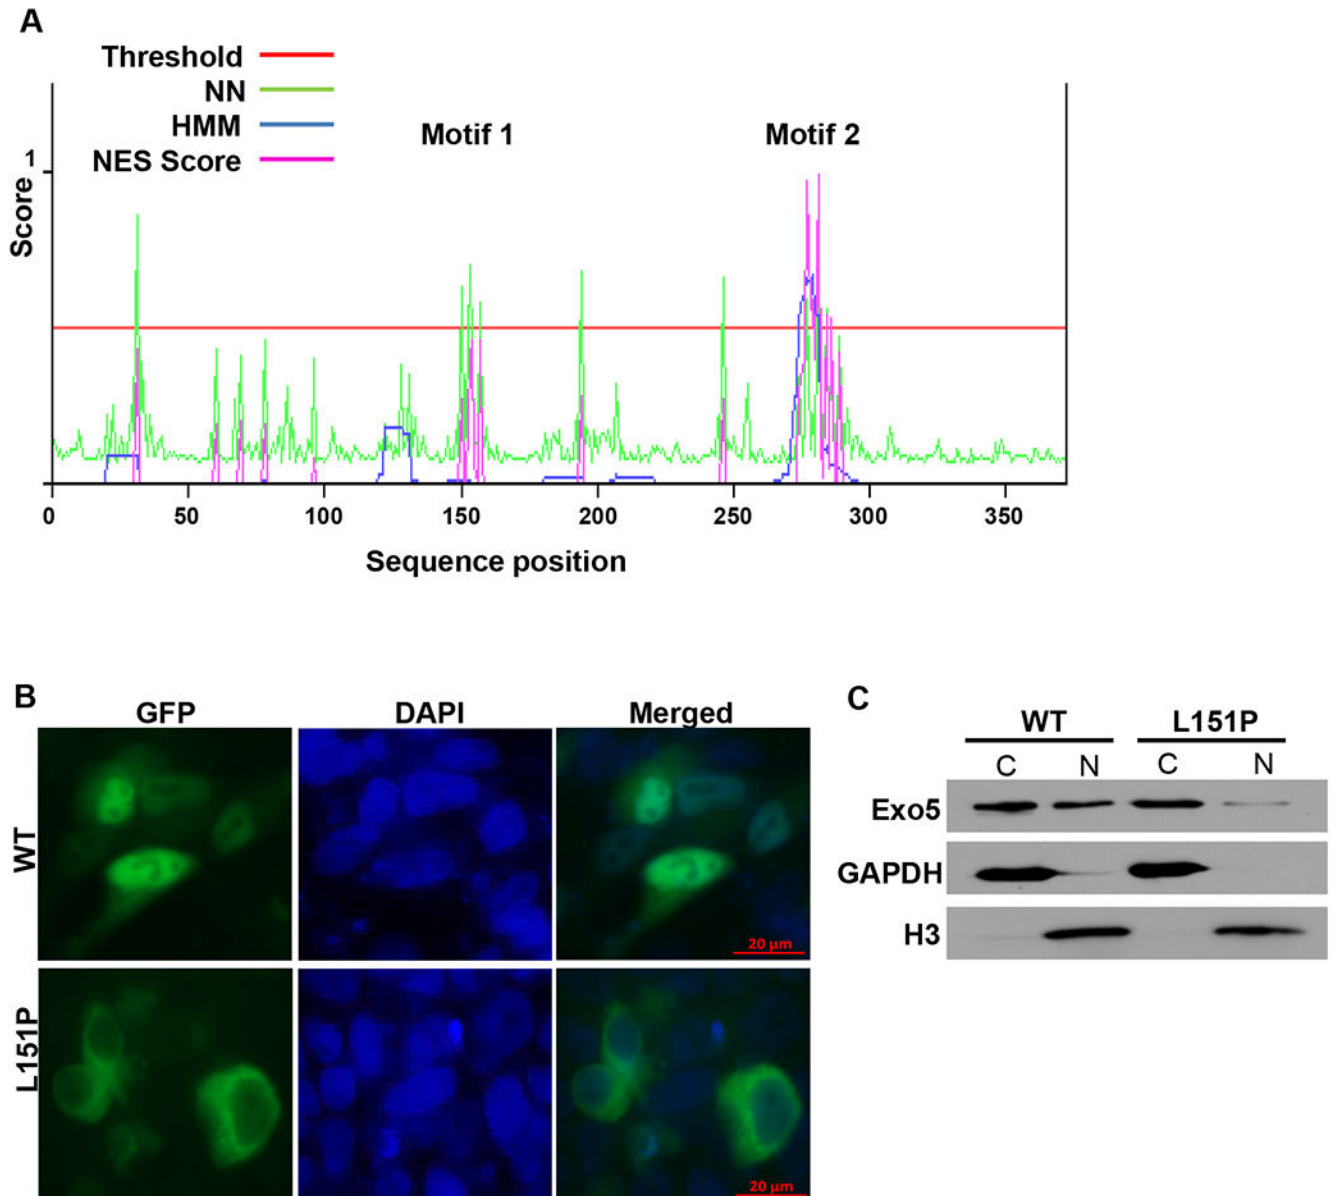 A
Threshold
NN
HMM
NES Score
Motif 1
Motif 2
1
Score
0 50 100 150 200 250 300 350
Sequence position
B
GFP DAPI Merged
WT
20 μm
L151P
20 μm
C
WT L151P
C N C N
Exo5
GAPDH
H3